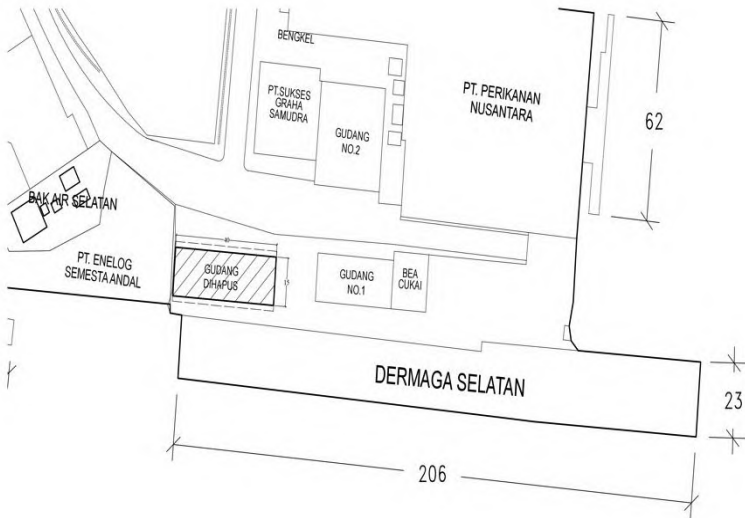 BENGKEL
PT.SUKSES
GRAHA
SAMUDRA
GUDANG
NO.2
PT. PERIKANAN
NUSANTARA
62
BAK AIR SELATAN
PT. ENELOG
SEMESTA ANDAL
GUDANG
DIHAPUS
15
GUDANG
NO.1
BEA
CUKAI
DERMAGA SELATAN
23
206